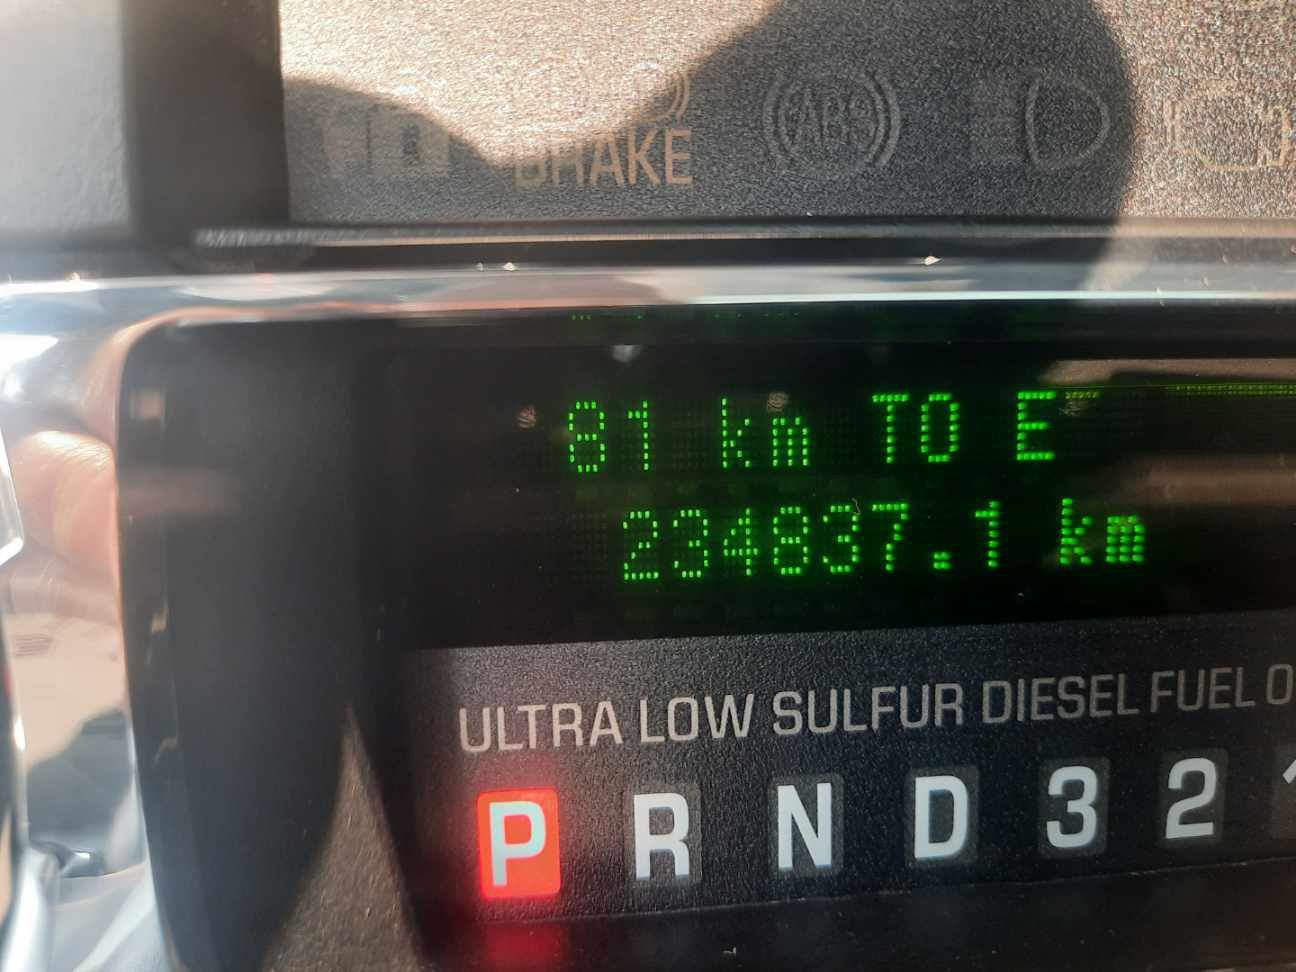 BRAKE
ABS
81 km TO E
234837.1 km
ULTRA LOW SULFUR DIESEL FUEL O
P R N D 3 2